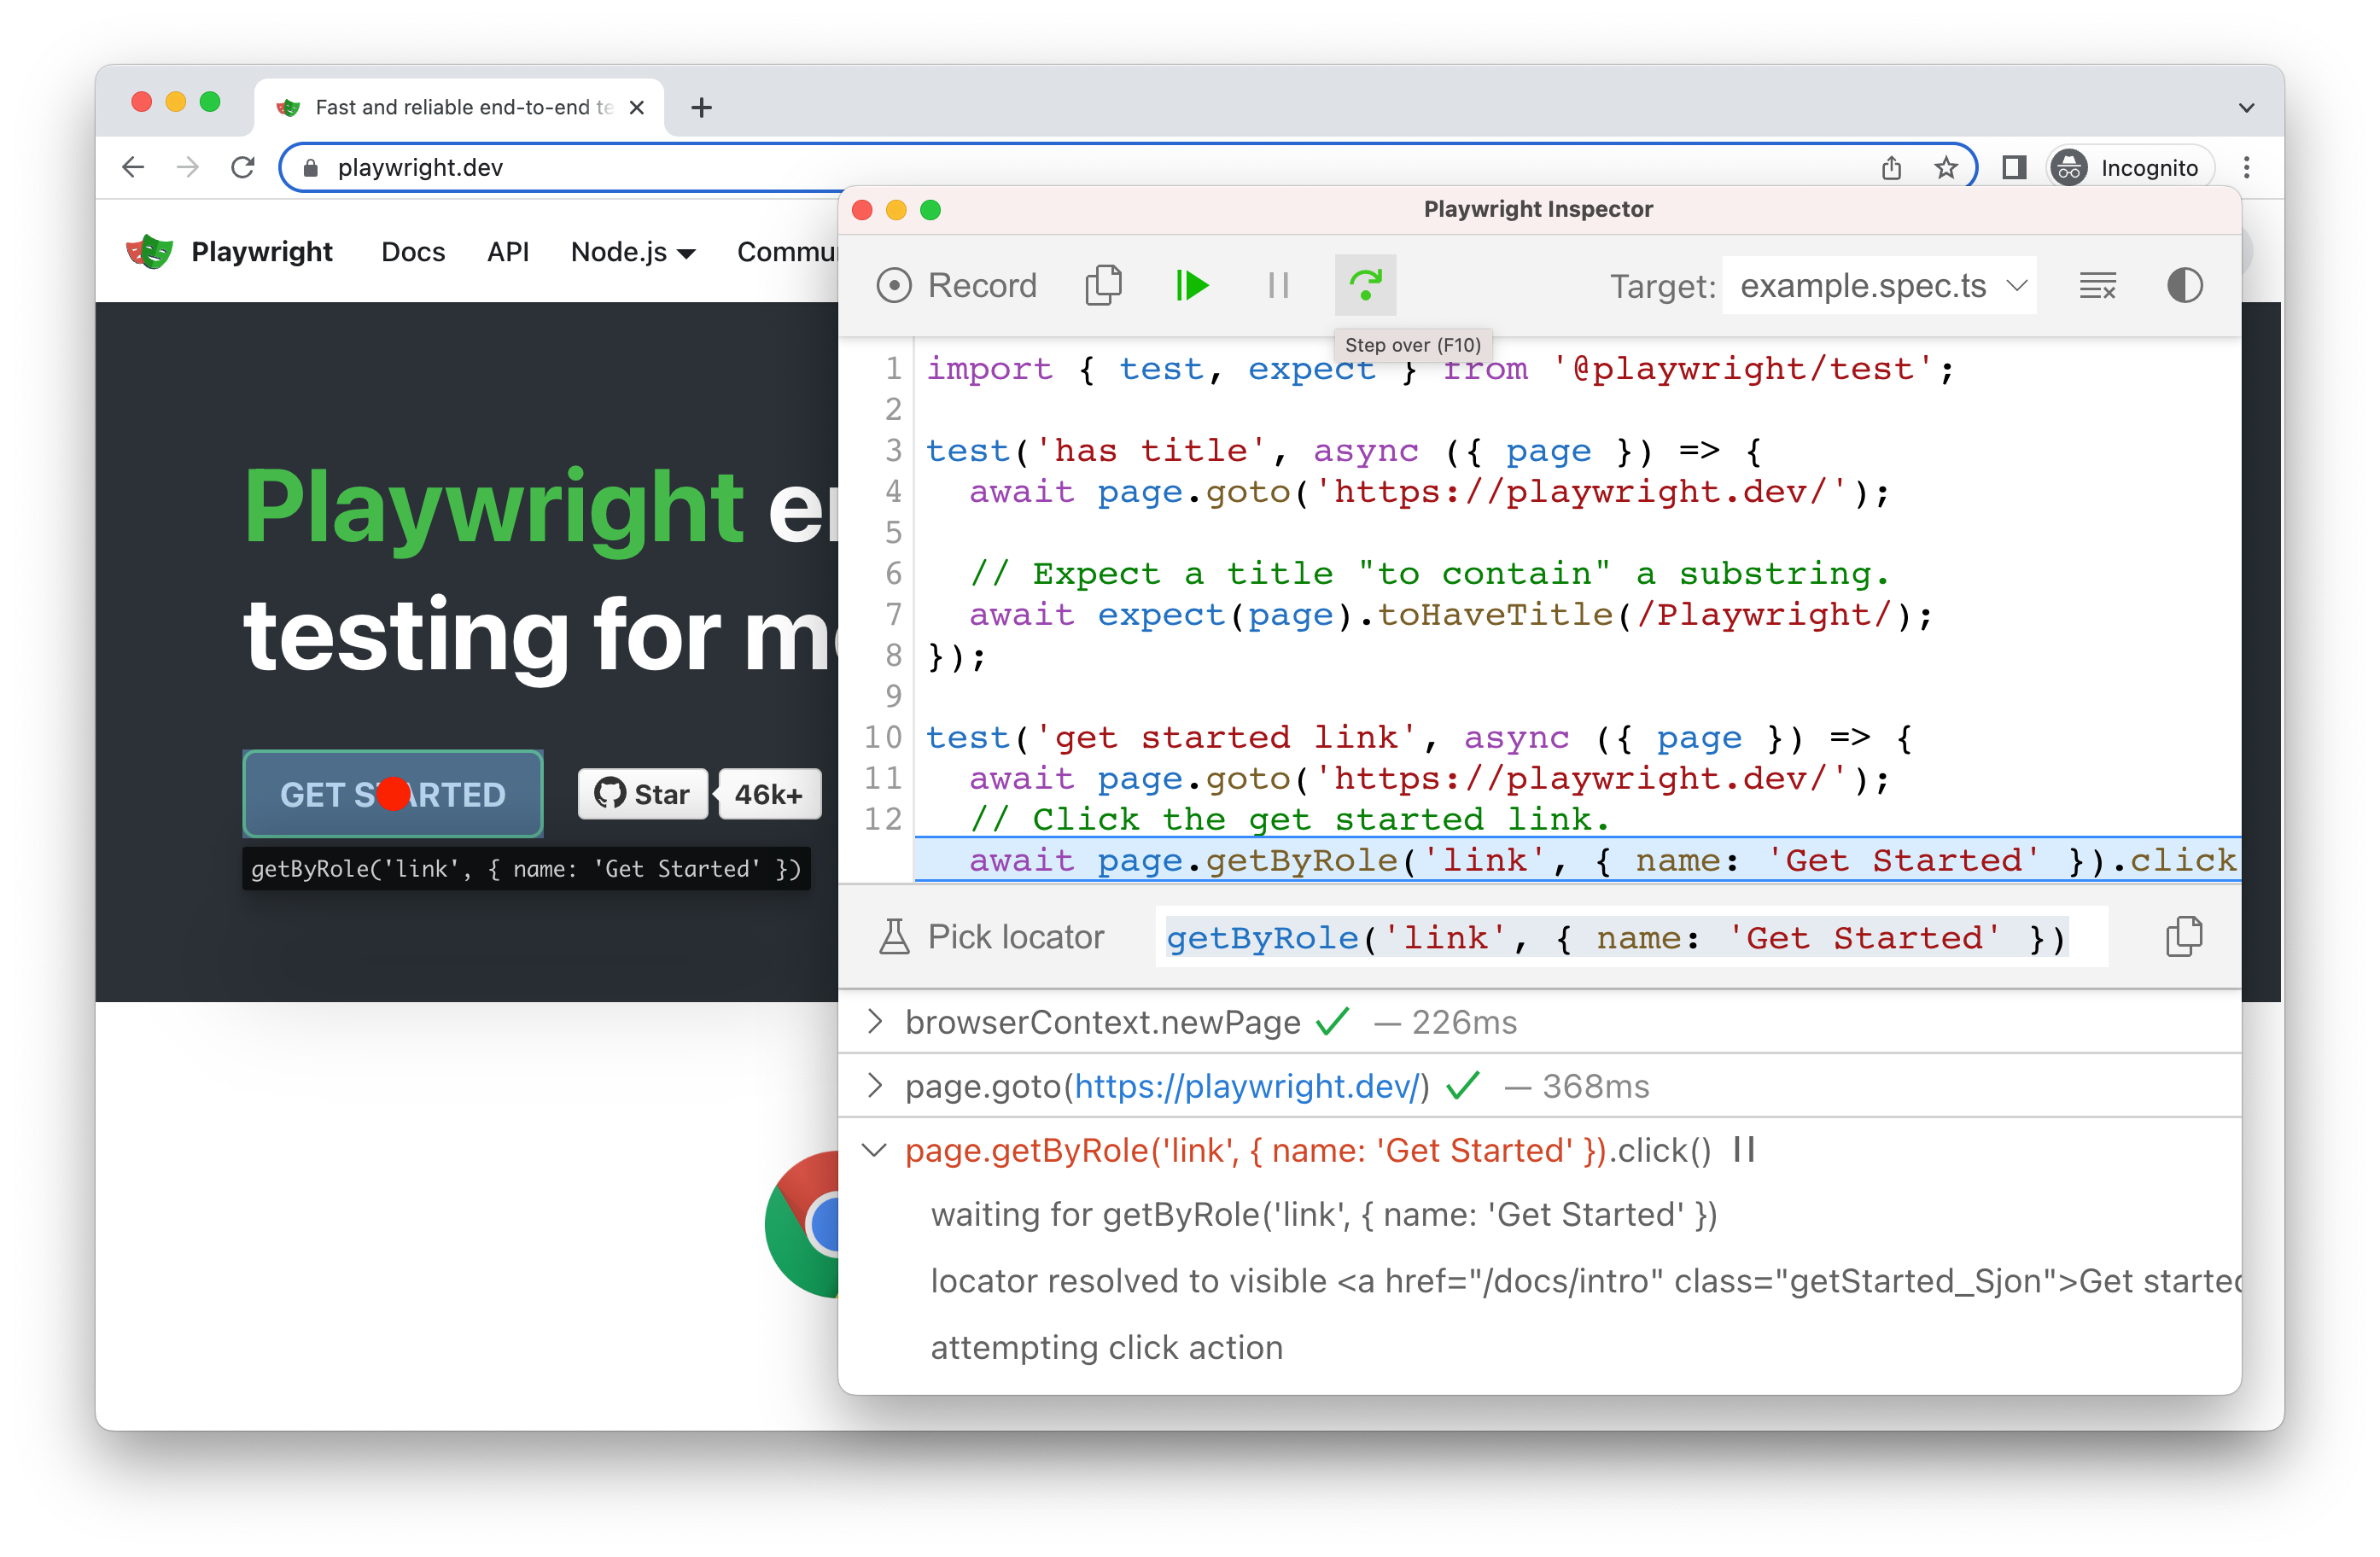 Fast and reliable end-to-end te
playwright.dev
Incognito
Playwright Docs API Node.js Commu
Playwright
testing for
GET STARTED
Star 46k+
getByRole('link', { name: 'Get Started' })
Playwright Inspector
Record
Target: example.spec.ts
Step over (F10)
1 import { test, expect } from '@playwright/test';
2
3 test('has title', async ({ page }) => {
4 await page.goto('https://playwright.dev/');
5
6 // Expect a title "to contain" a substring.
7 await expect(page).toHaveTitle(/Playwright/);
8 });
9
10 test('get started link', async ({ page }) => {
11 await page.goto('https://playwright.dev/');
12 // Click the get started link.
await page.getByRole('link', { name: 'Get Started' }).click
Pick locator
getByRole('link', { name: 'Get Started' })
browserContext.newPage — 226ms
page.goto(https://playwright.dev/) — 368ms
page.getByRole('link', { name: 'Get Started' }).click()
waiting for getByRole('link', { name: 'Get Started' })
locator resolved to visible <a href="/docs/intro" class="getStarted_Sjon">Get started
attempting click action